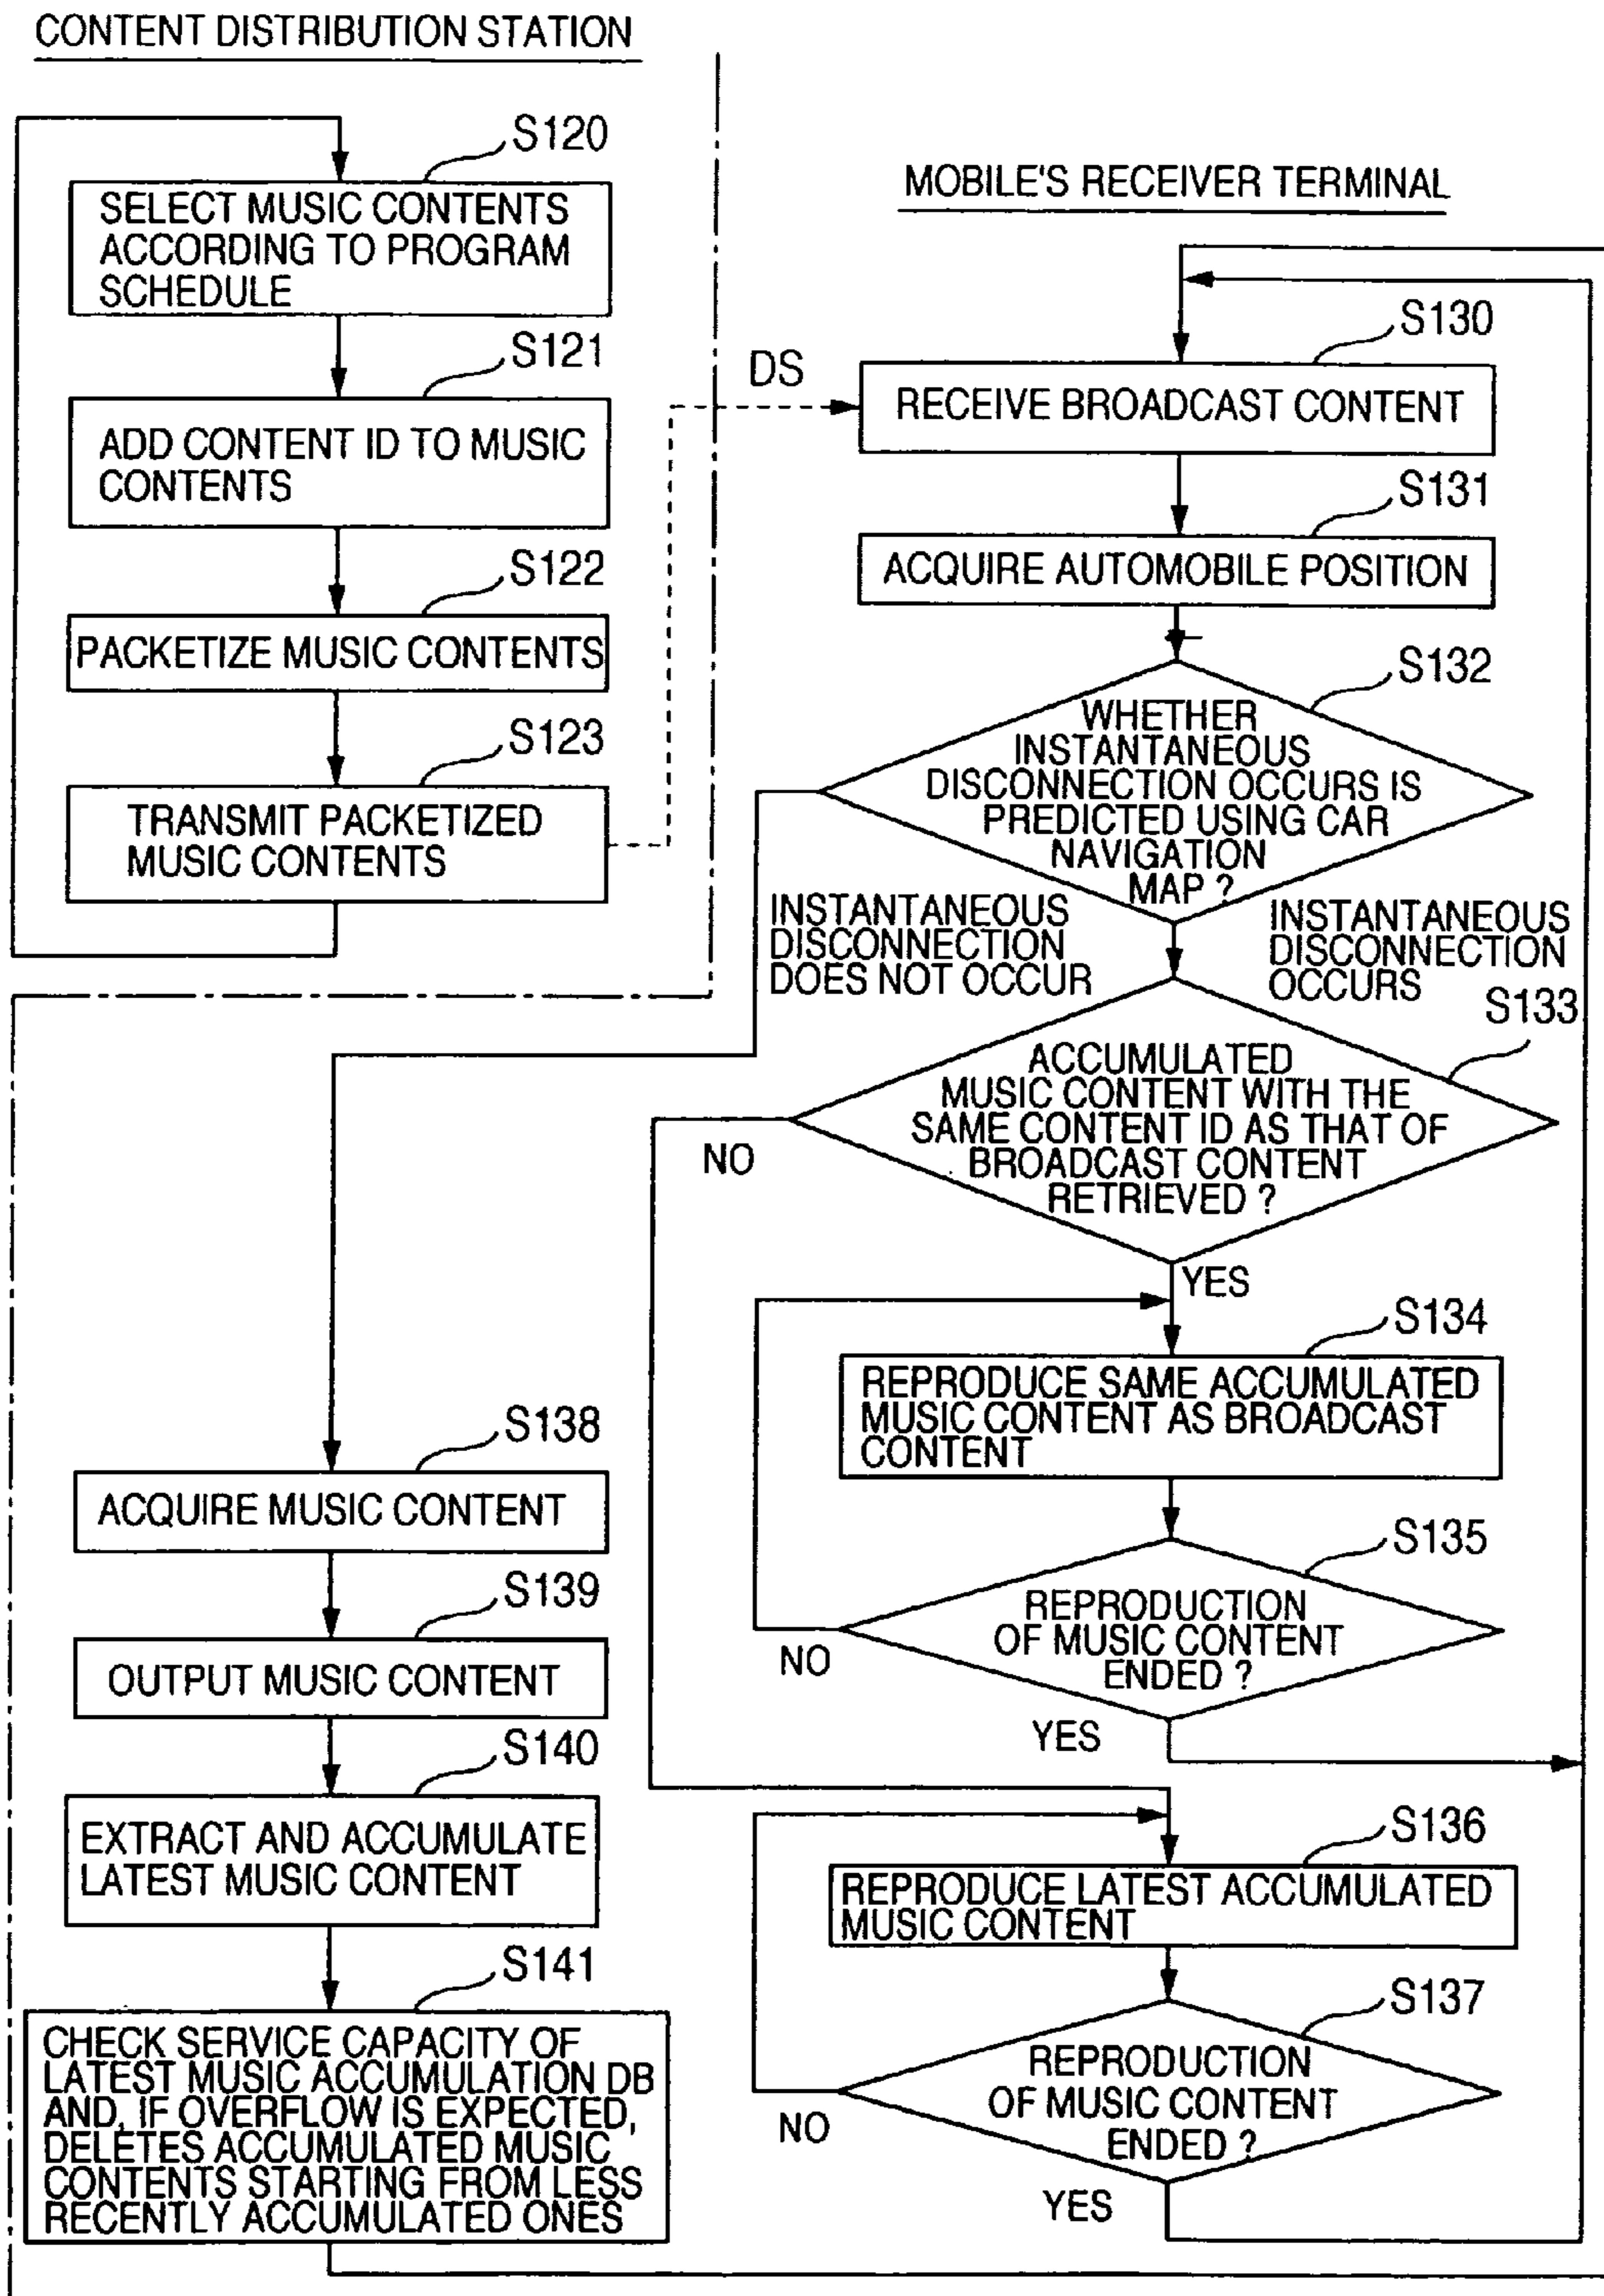 CONTENT DISTRIBUTION STATION
S120
SELECT MUSIC CONTENTS
ACCORDING TO PROGRAM
SCHEDULE
S121
ADD CONTENT ID TO MUSIC
CONTENTS
S122
PACKETIZE MUSIC CONTENTS
S123
TRANSMIT PACKETIZED
MUSIC CONTENTS
DS
MOBILE'S RECEIVER TERMINAL
S130
RECEIVE BROADCAST CONTENT
S131
ACQUIRE AUTOMOBILE POSITION
S132
WHETHER
INSTANTANEOUS
DISCONNECTION OCCURS IS
PREDICTED USING CAR
NAVIGATION
MAP ?
INSTANTANEOUS
DISCONNECTION
DOES NOT OCCUR
INSTANTANEOUS
DISCONNECTION
OCCURS
S133
ACCUMULATED
MUSIC CONTENT WITH THE
SAME CONTENT ID AS THAT OF
BROADCAST CONTENT
RETRIEVED ?
NO
YES
S134
REPRODUCE SAME ACCUMULATED
MUSIC CONTENT AS BROADCAST
CONTENT
S135
REPRODUCTION
OF MUSIC CONTENT
ENDED ?
NO
YES
S136
REPRODUCE LATEST ACCUMULATED
MUSIC CONTENT
S137
REPRODUCTION
OF MUSIC CONTENT
ENDED ?
NO
YES
S138
ACQUIRE MUSIC CONTENT
S139
OUTPUT MUSIC CONTENT
S140
EXTRACT AND ACCUMULATE
LATEST MUSIC CONTENT
S141
CHECK SERVICE CAPACITY OF
LATEST MUSIC ACCUMULATION DB
AND, IF OVERFLOW IS EXPECTED,
DELETES ACCUMULATED MUSIC
CONTENTS STARTING FROM LESS
RECENTLY ACCUMULATED ONES